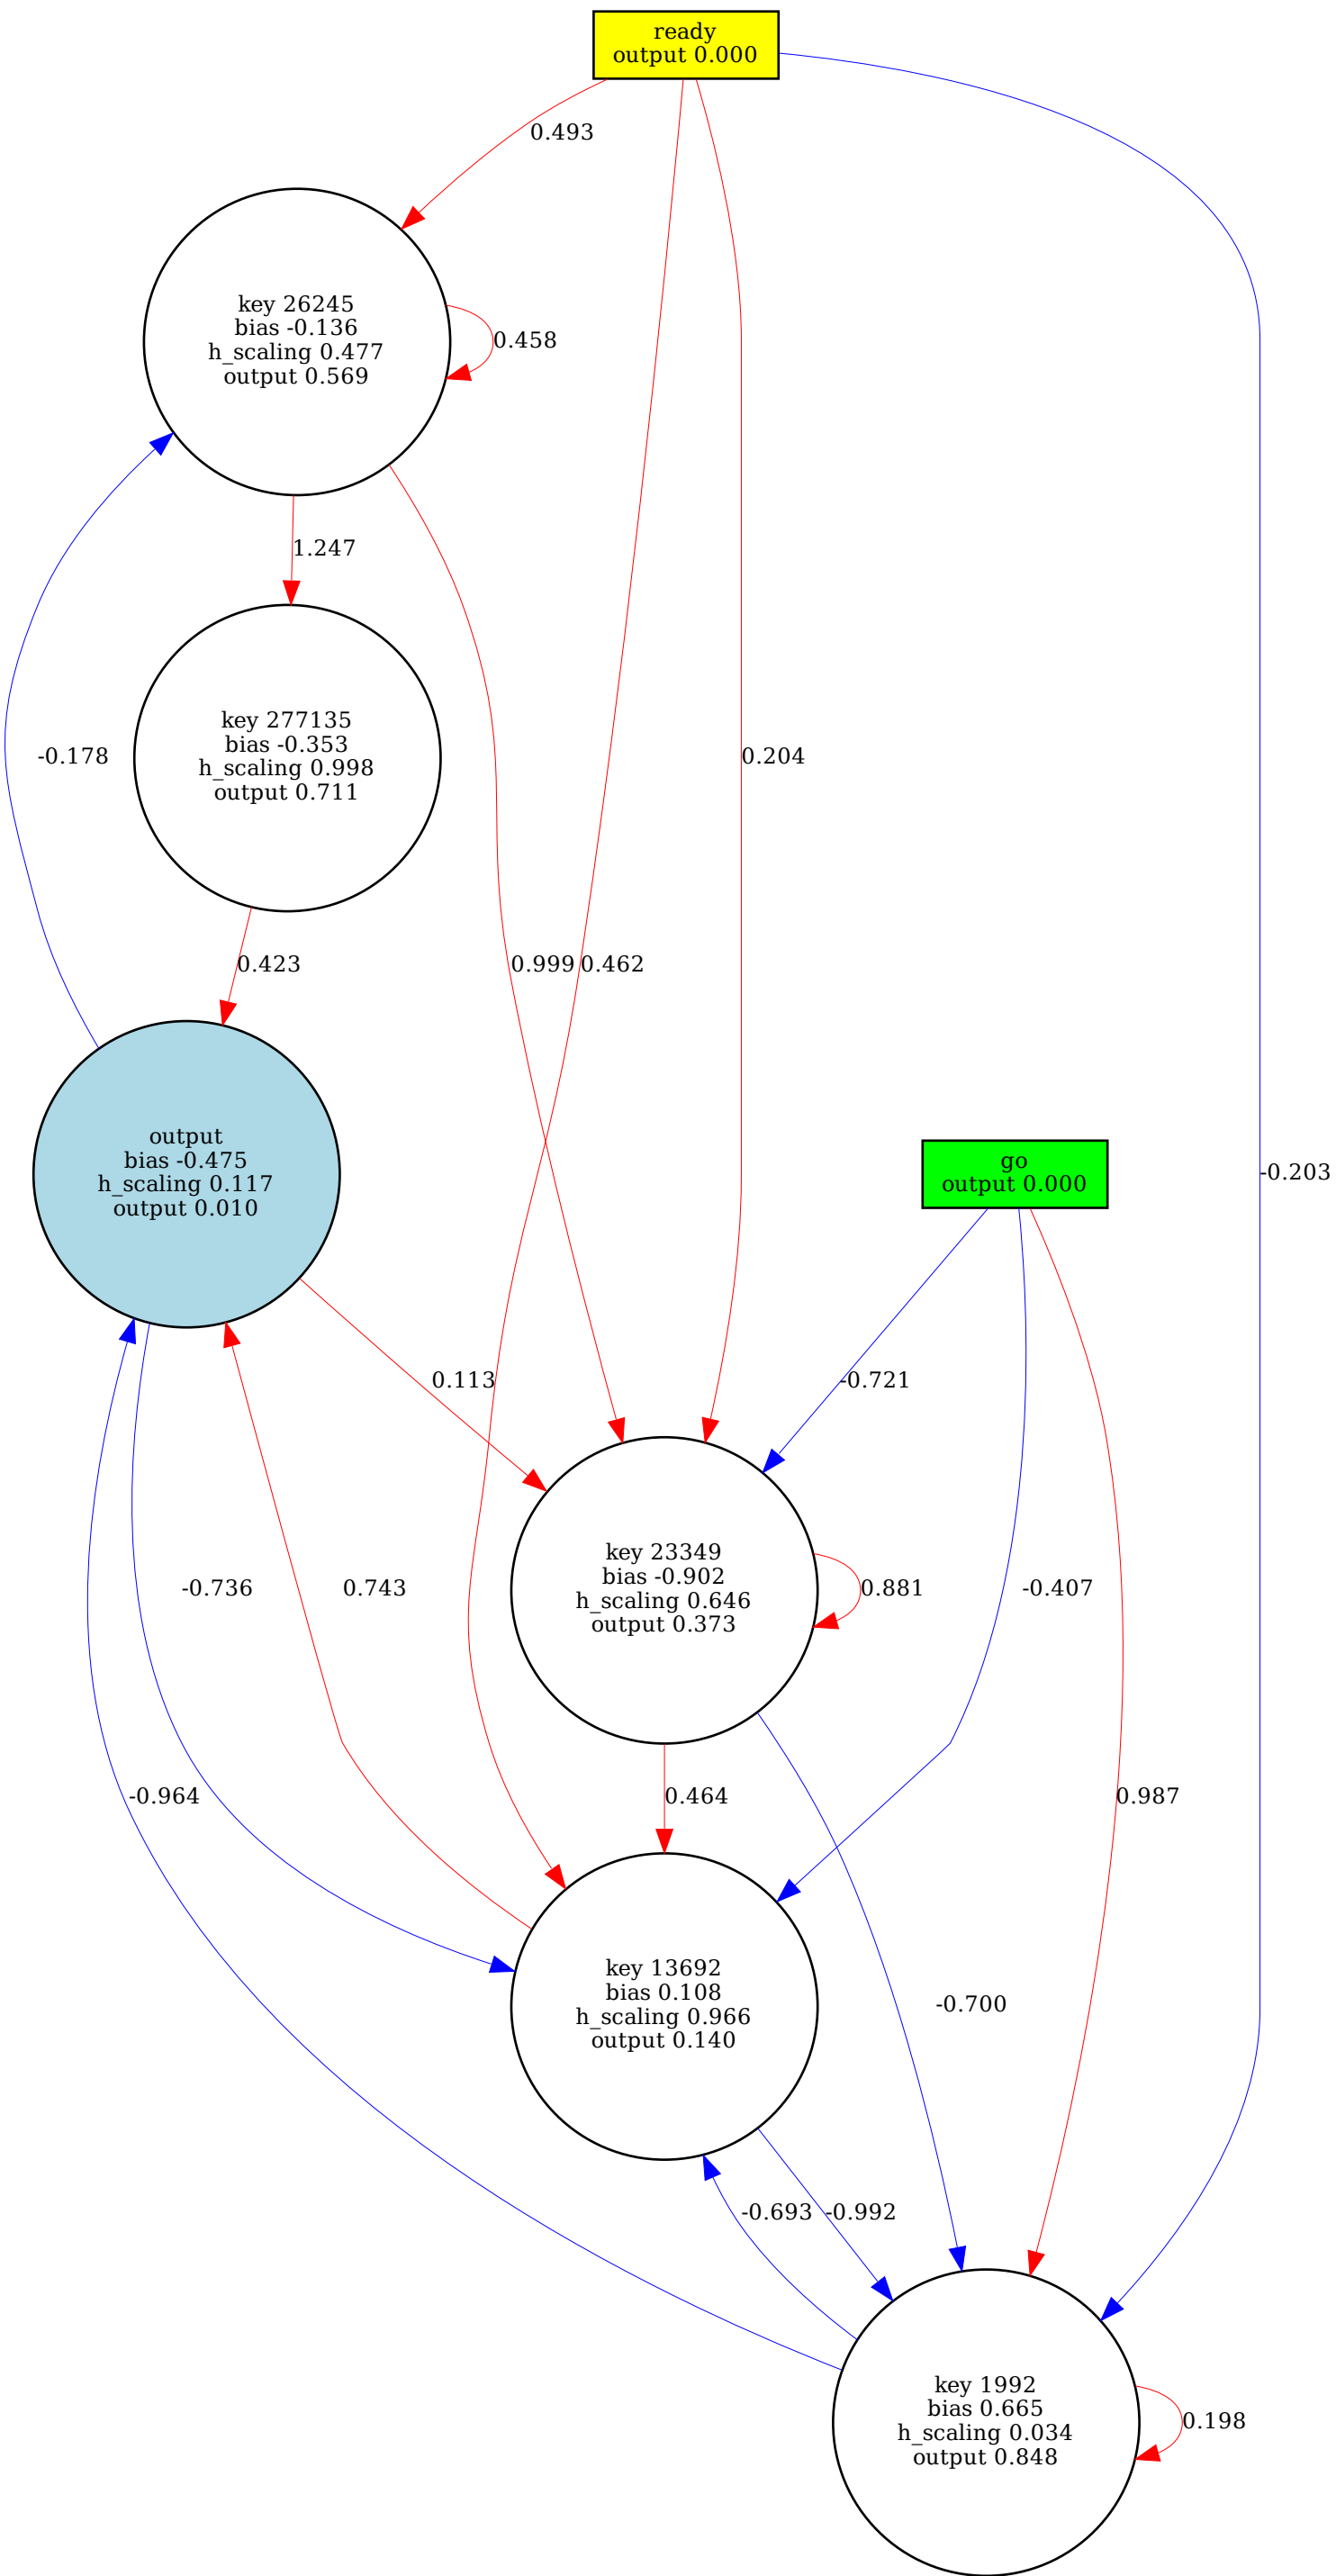 ready
output 0.000
0.493
key 26245
bias -0.136
h_scaling 0.477
output 0.569
0.458
1.247
key 277135
bias -0.353
h_scaling 0.998
output 0.711
-0.178
0.204
0.423
0.999
0.462
output
bias -0.475
h_scaling 0.117
output 0.010
go
output 0.000
-0.203
0.113
-0.721
key 23349
bias -0.902
h_scaling 0.646
output 0.373
-0.736
0.743
0.881
-0.407
-0.964
0.464
0.987
key 13692
bias 0.108
h_scaling 0.966
output 0.140
-0.700
-0.693
-0.992
key 1992
bias 0.665
h_scaling 0.034
output 0.848
0.198